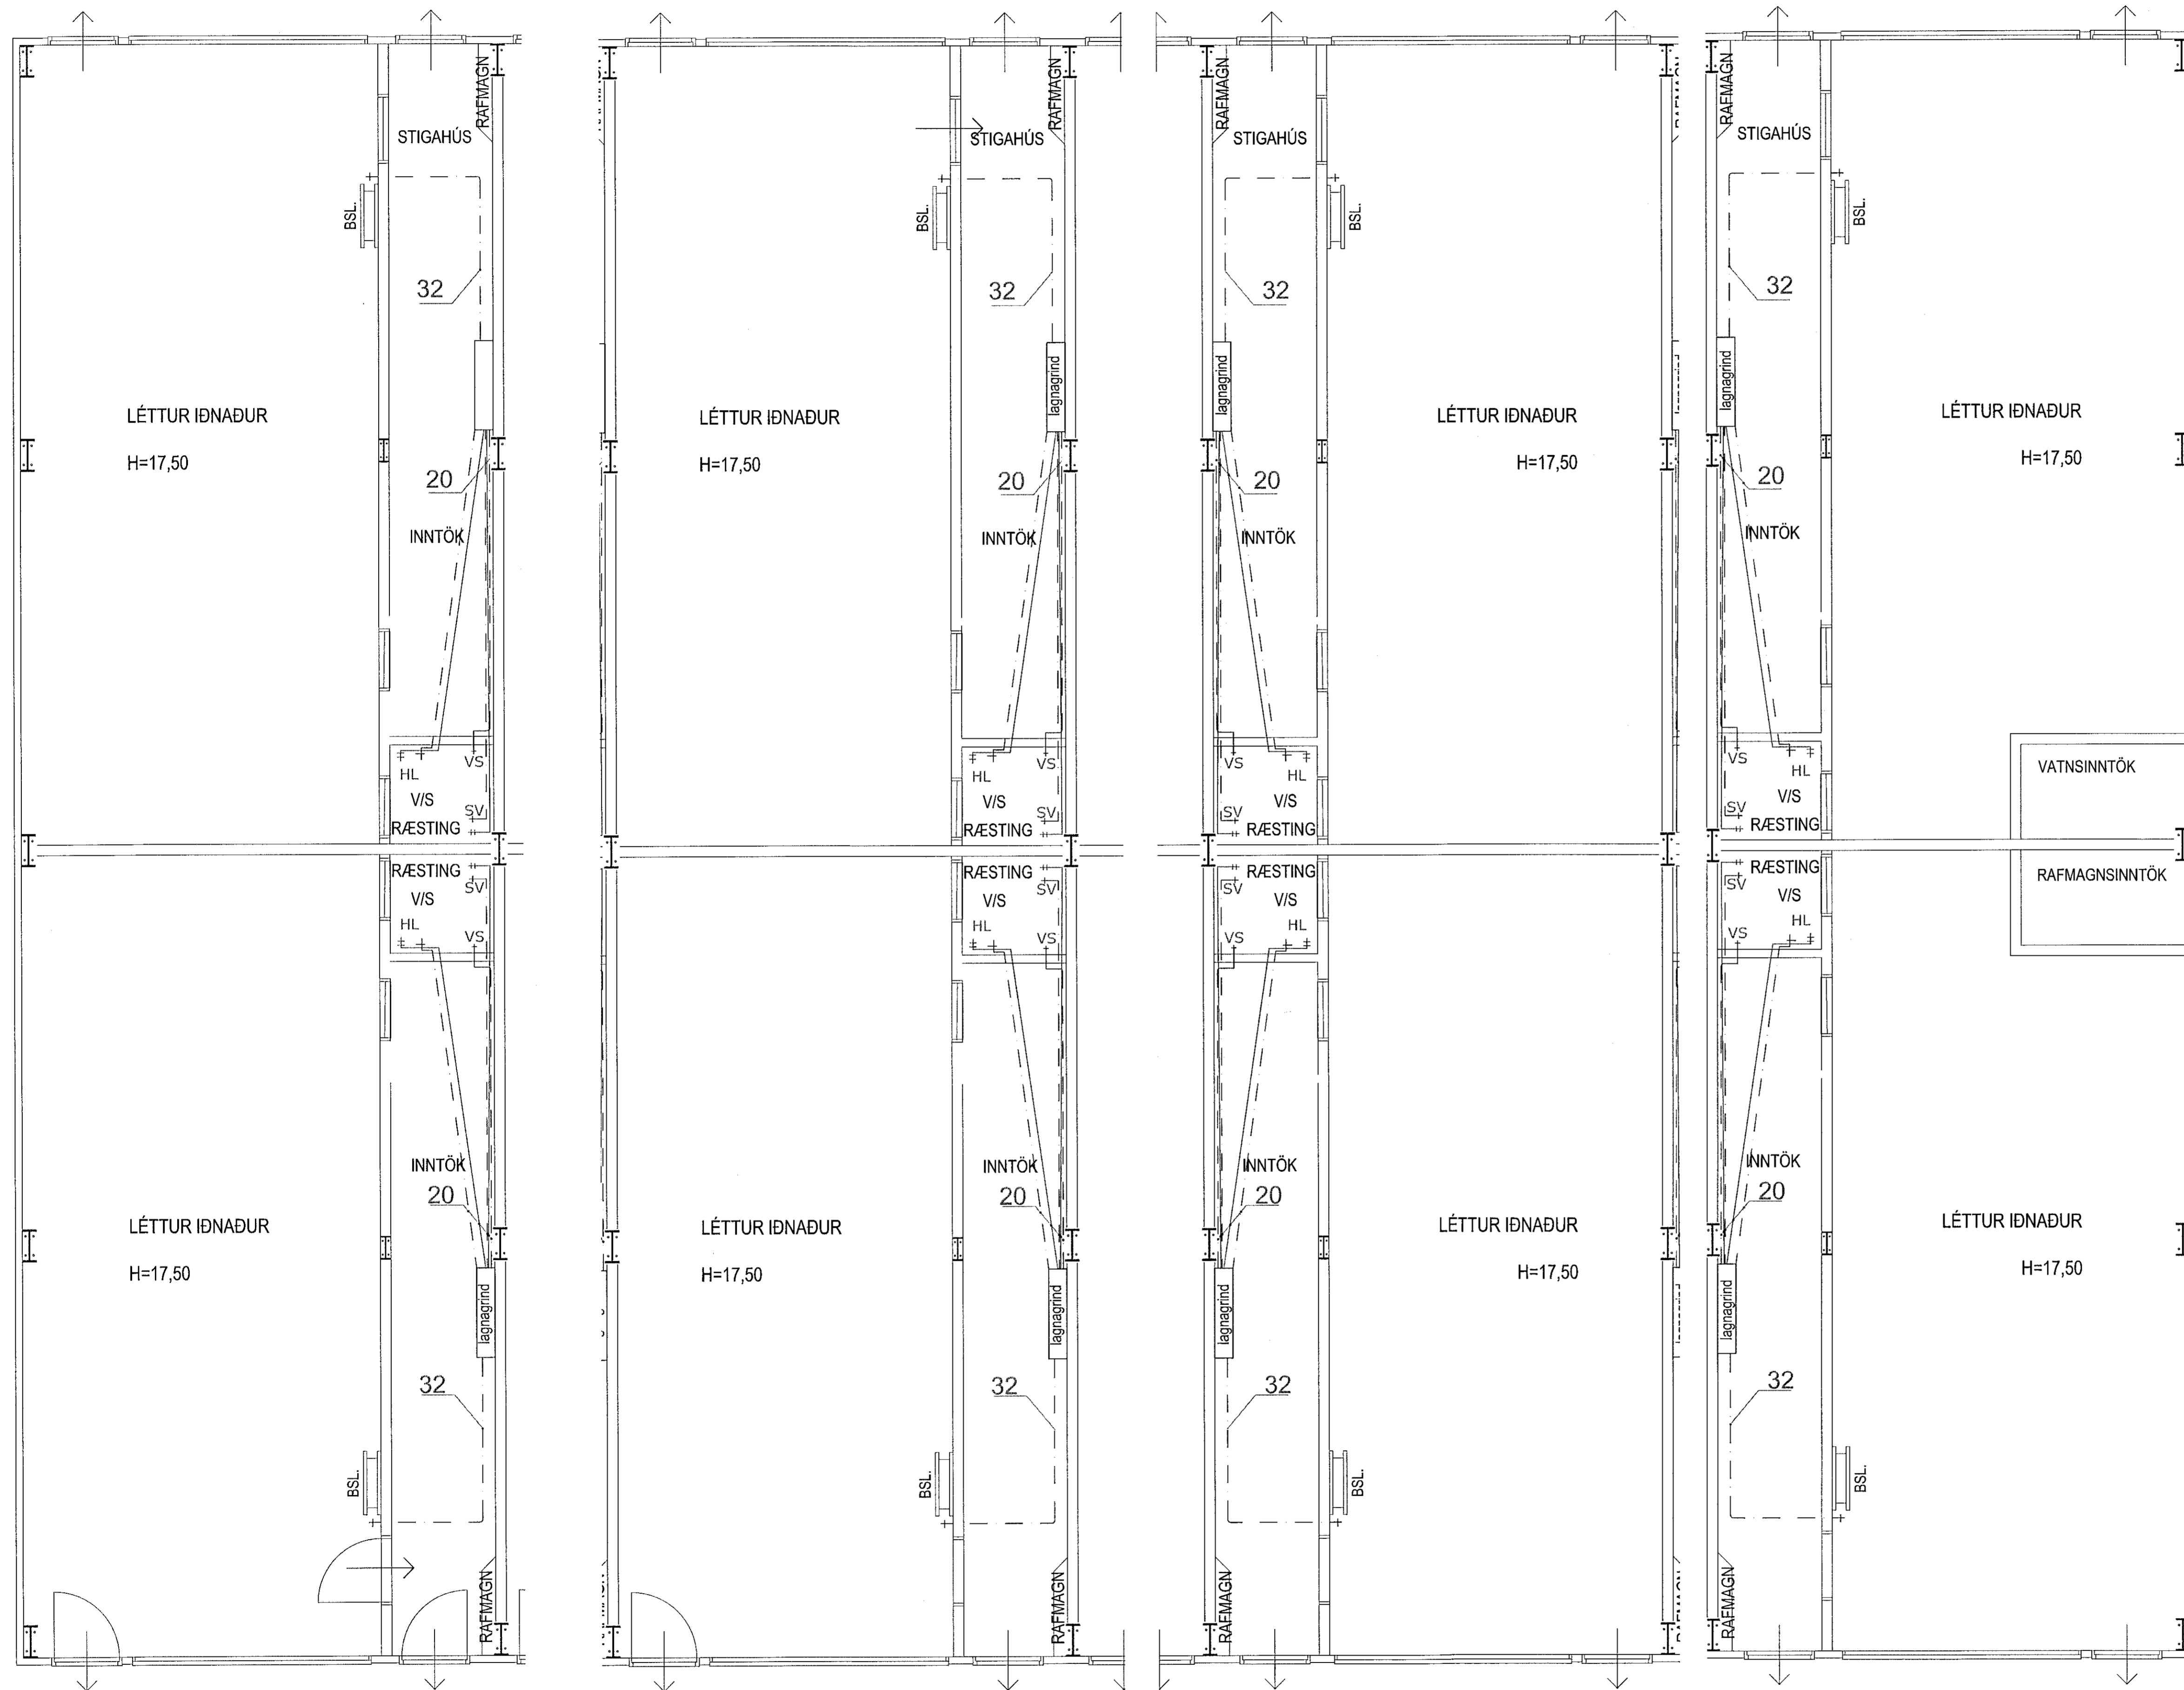 RAFMAGN
STIGAHÚS
BSL.
32
LÉTTUR IÐNAÐUR
H=17,50
20
INNTÖK
HL
VS
V/S
SV
RÆSTING
RÆSTING
SV
V/S
HL
VS
INNTÖK
20
LÉTTUR IÐNAÐUR
H=17,50
lagnagrind
32
BSL.
RAFMAGN
RAFMAGN
STIGAHÚS
BSL.
32
lagnagrind
LÉTTUR IÐNAÐUR
H=17,50
20
INNTÖK
HL
VS
V/S
SV
RÆSTING
RÆSTING
SV
V/S
HL
VS
INNTÖK
20
LÉTTUR IÐNAÐUR
H=17,50
lagnagrind
32
BSL.
RAFMAGN
RAFMAGN
STIGAHÚS
BSL.
32
lagnagrind
LÉTTUR IÐNAÐUR
H=17,50
20
INNTÖK
VS
HL
V/S
SV
RÆSTING
RÆSTING
SV
V/S
HL
VS
INNTÖK
20
LÉTTUR IÐNAÐUR
H=17,50
lagnagrind
32
BSL.
RAFMAGN
RAFMAGN
STIGAHÚS
BSL.
32
lagnagrind
LÉTTUR IÐNAÐUR
H=17,50
20
INNTÖK
VS
HL
V/S
SV
RÆSTING
VATNSINNTÖK
RÆSTING
SV
V/S
HL
VS
RAFMAGNSINNTÖK
INNTÖK
20
LÉTTUR IÐNAÐUR
H=17,50
lagnagrind
32
BSL.
RAFMAGN